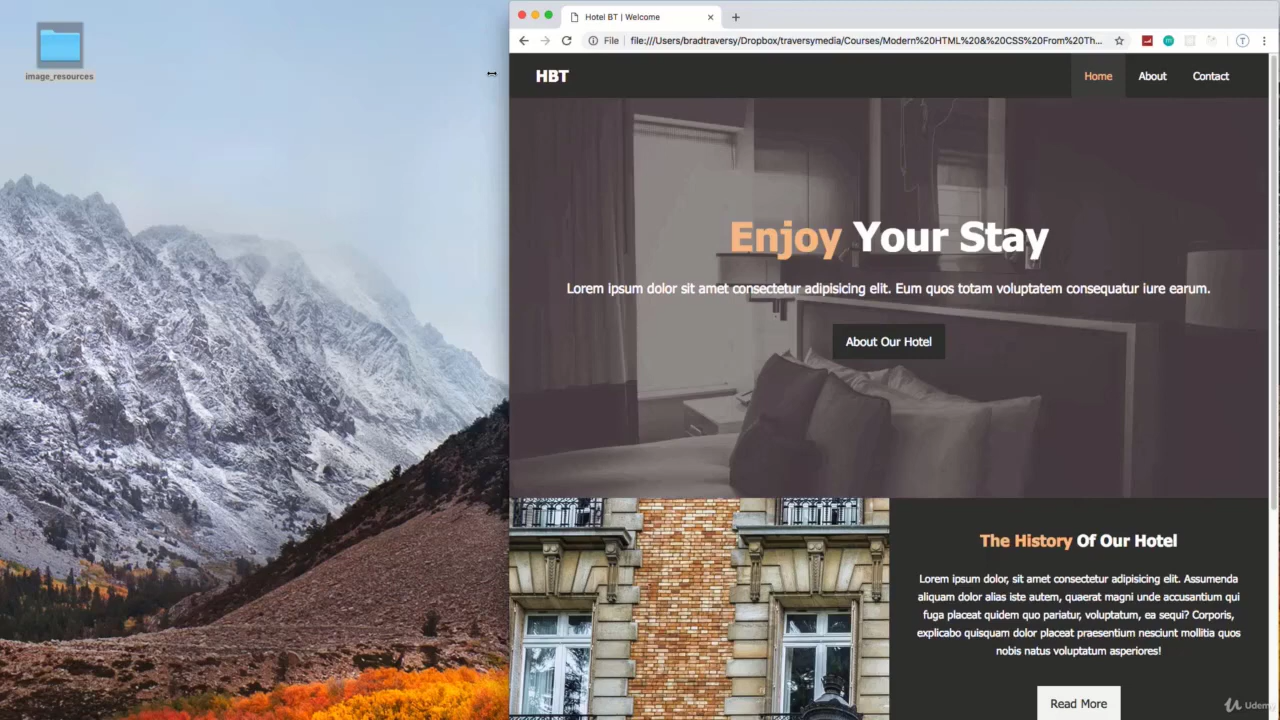 image_resources
Hotel BT | Welcome
File
file:///Users/bradtraversy/Dropbox/traversymedia/Courses/Modern%20HTML%20&%20CSS%20From%20Th...
HBT
Home
About
Contact
Enjoy Your Stay
Lorem ipsum dolor sit amet consectetur adipisicing elit. Eum quos totam voluptatem consequatur iure earum.
About Our Hotel
The History Of Our Hotel
Lorem ipsum dolor, sit amet consectetur adipisicing elit. Assumenda
aliquam dolor alias iste autem, quaerat magni unde accusantium qui
fuga placeat quidem quo pariatur, voluptatum, ea sequi? Corporis,
explicabo quisquam dolor placeat praesentium nesciunt mollitia quos
nobis natus voluptatum asperiores!
Read More
Udemy